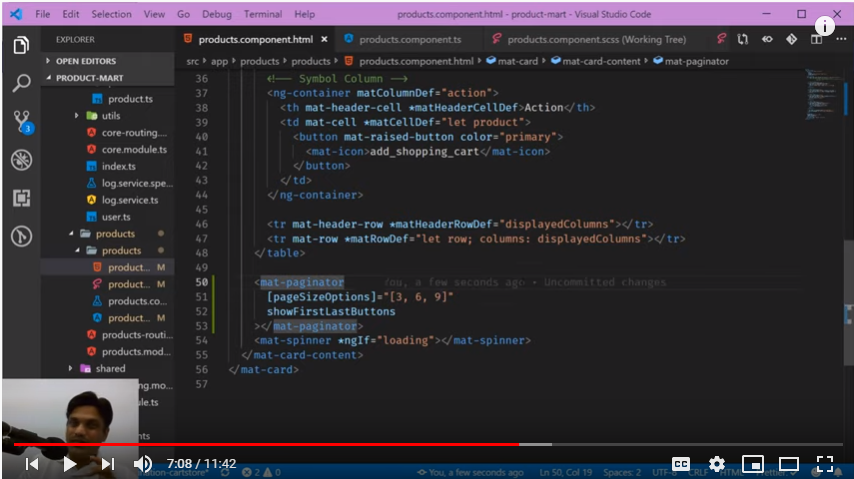 File Edit Selection View Go Debug Terminal Help products.component.html - product-mart - Visual Studio Code
EXPLORER
OPEN EDITORS
PRODUCT-MART
product.ts
utils
core-routing....
core.module.ts
index.ts
log.service.spe...
log.service.ts
user.ts
products
products
product... M
product... M
products.co...
product... M
products-routi...
products.mod...
shared
3
products.component.html × products.component.ts products.component.scss (Working Tree)
src › app › products › products › products.component.html › mat-card › mat-card-content › mat-paginator
36 <!-- Symbol Column -->
37 <ng-container matColumnDef="action">
38 <th mat-header-cell *matHeaderCellDef>Action</th>
39 <td mat-cell *matCellDef="let product">
40 <button mat-raised-button color="primary">
41 <mat-icon>add_shopping_cart</mat-icon>
42 </button>
43 </td>
44 </ng-container>
45
46 <tr mat-header-row *matHeaderRowDef="displayedColumns"></tr>
47 <tr mat-row *matRowDef="let row; columns: displayedColumns"></tr>
48 </table>
49
50 <mat-paginator You, a few seconds ago • Uncommitted changes
51 [pageSizeOptions]="[3, 6, 9]"
52 showFirstLastButtons
53 ></mat-paginator>
54 <mat-spinner *ngIf="loading"></mat-spinner>
55 </mat-card-content>
56 </mat-card>
57
7:08 / 11:42
CC
2 0 You, a few seconds ago Ln 50, Col 19 Spaces: 2 UTF-8 CRLF HTML